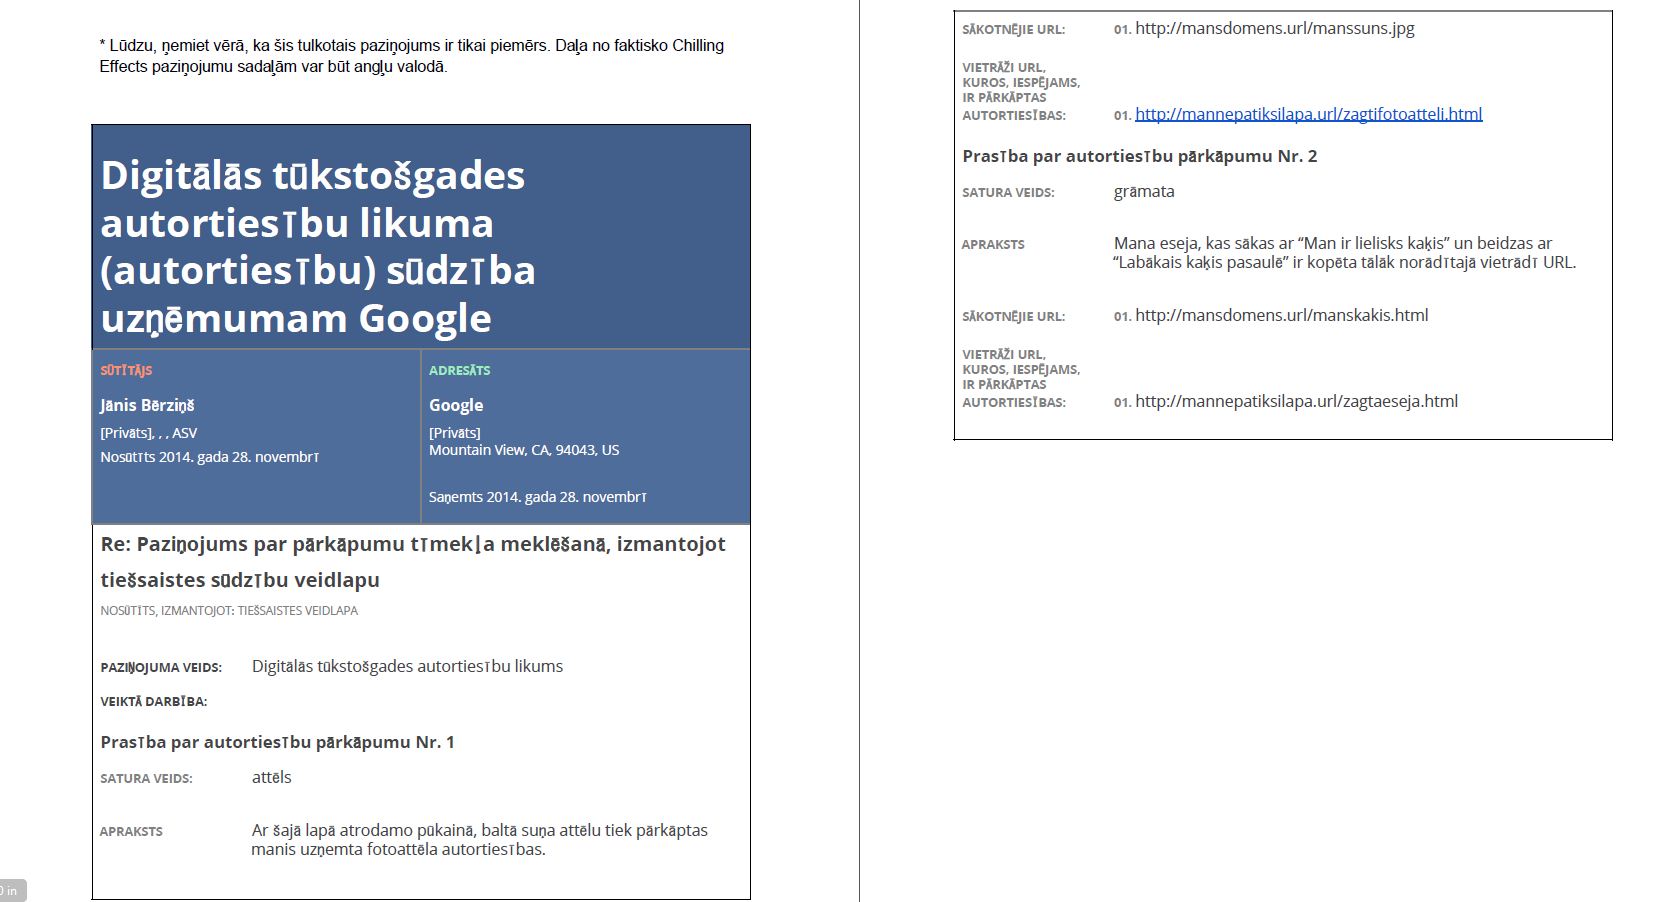 * Lūdzu, ņemiet vērā, ka šis tulkotais paziņojums ir tikai piemērs. Daļa no faktisko Chilling
Effects paziņojumu sadaļām var būt angļu valodā.
Digitālās tūkstošgades
autortiesību likuma
(autortiesību) sūdzība
uzņēmumam Google
SŪTĪTĀJS
Jānis Bērziņš
[Privāts], , , ASV
Nosūtīts 2014. gada 28. novembrī
ADRESĀTS
Google
[Privāts]
Mountain View, CA, 94043, US
Saņemts 2014. gada 28. novembrī
Re: Paziņojums par pārkāpumu tīmekļa meklēšanā, izmantojot
tiešsaistes sūdzību veidlapu
NOSŪTĪTS, IZMANTOJOT: TIEŠSAISTES VEIDLAPA
PAZIŅOJUMA VEIDS: Digitālās tūkstošgades autortiesību likums
VEIKTĀ DARBĪBA:
Prasība par autortiesību pārkāpumu Nr. 1
SATURA VEIDS: attēls
APRAKSTS Ar šajā lapā atrodamo pūkainā, baltā suņa attēlu tiek pārkāptas
manis uzņemta fotoattēla autortiesības.
0 in
SĀKOTNĒJIE URL: 01. http://mansdomens.url/manssuns.jpg
VIETRĀŽI URL,
KUROS, IESPĒJAMS,
IR PĀRKĀPTAS
AUTORTIESĪBAS: 01. http://mannepatiksilapa.url/zagtifotoatteli.html
Prasība par autortiesību pārkāpumu Nr. 2
SATURA VEIDS: grāmata
APRAKSTS Mana eseja, kas sākas ar “Man ir lielisks kaķis” un beidzas ar
“Labākais kaķis pasaulē” ir kopēta tālāk norādītajā vietrādī URL.
SĀKOTNĒJIE URL: 01. http://mansdomens.url/manskakis.html
VIETRĀŽI URL,
KUROS, IESPĒJAMS,
IR PĀRKĀPTAS
AUTORTIESĪBAS: 01. http://mannepatiksilapa.url/zagtaeseja.html